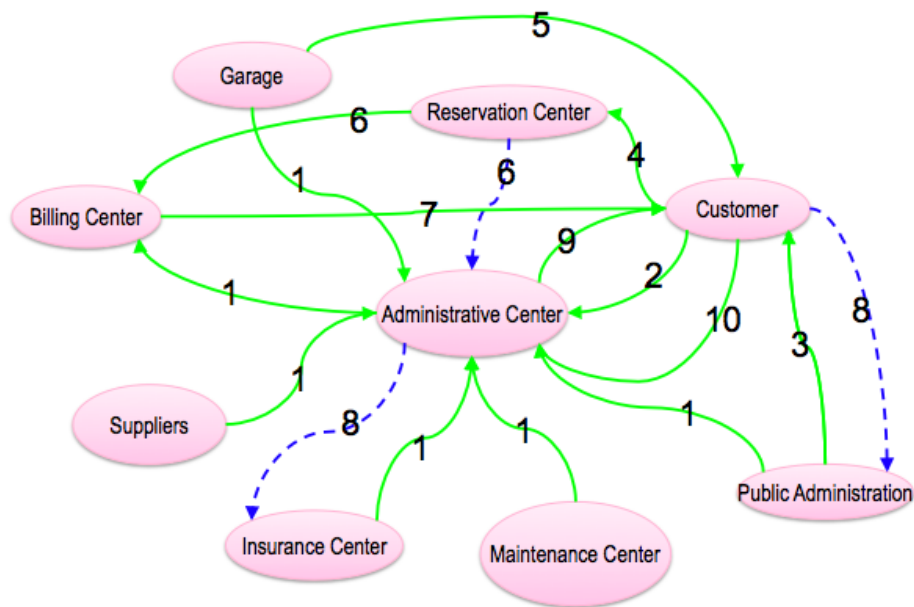 5
Garage
Reservation Center
6
4
6
1
Billing Center
Customer
7
9
1
2
Administrative Center
10
8
3
1
Suppliers
8
1
1
1
Public Administration
Insurance Center
Maintenance Center